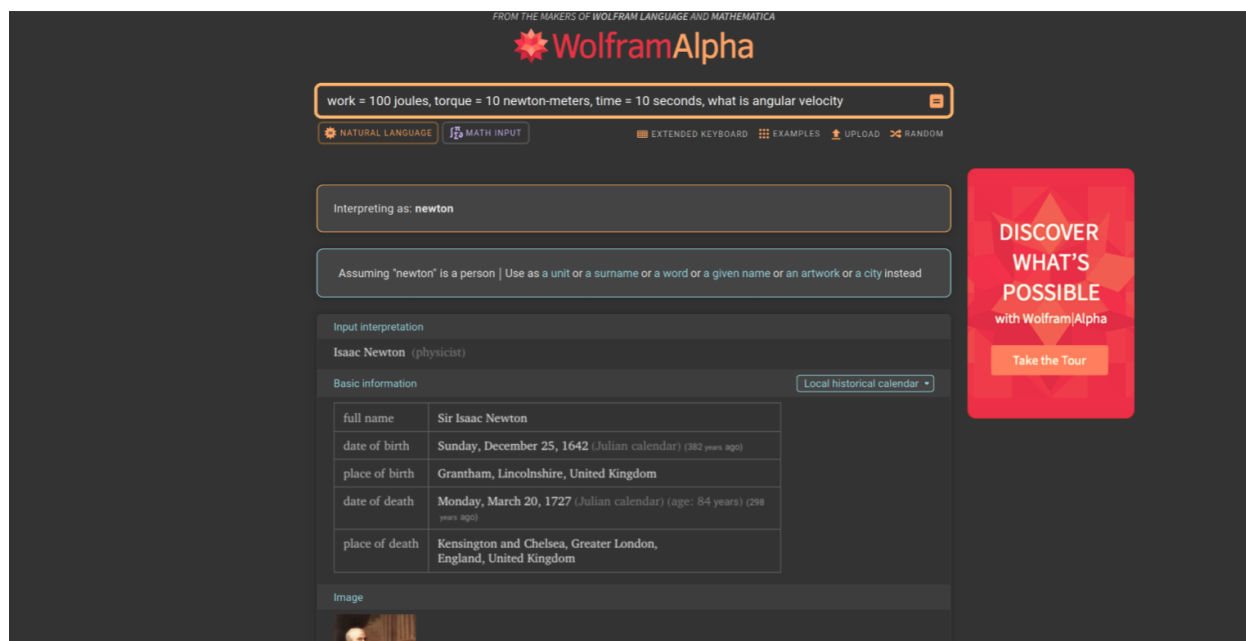 FROM THE MAKERS OF WOLFRAM LANGUAGE AND MATHEMATICA
WolframAlpha
work = 100 joules, torque = 10 newton-meters, time = 10 seconds, what is angular velocity
NATURAL LANGUAGE MATH INPUT EXTENDED KEYBOARD EXAMPLES UPLOAD RANDOM
Interpreting as: newton
Assuming "newton" is a person | Use as a unit or a surname or a word or a given name or an artwork or a city instead
Input interpretation
Isaac Newton (physicist)
Basic information Local historical calendar
full name Sir Isaac Newton
date of birth Sunday, December 25, 1642 (Julian calendar) (382 years ago)
place of birth Grantham, Lincolnshire, United Kingdom
date of death Monday, March 20, 1727 (Julian calendar) (age: 84 years) (298
years ago)
place of death Kensington and Chelsea, Greater London,
England, United Kingdom
Image
DISCOVER
WHAT'S
POSSIBLE
with Wolfram|Alpha
Take the Tour